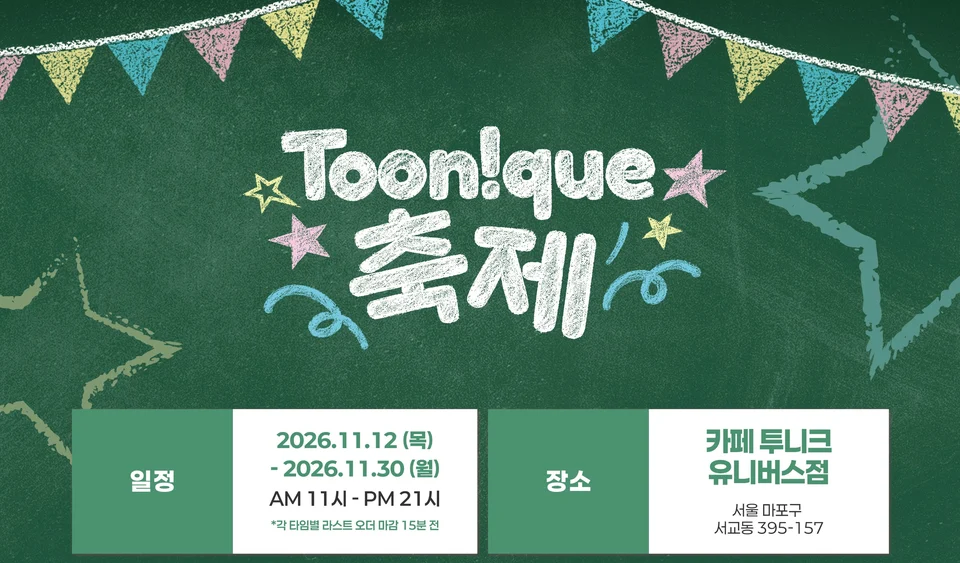 Toon!que
축제
일정
2026.11.12 (목)
- 2026.11.30 (월)
AM 11시 - PM 21시
*각 타임별 라스트 오더 마감 15분 전
장소
카페 투니크
유니버스점
서울 마포구
서교동 395-157